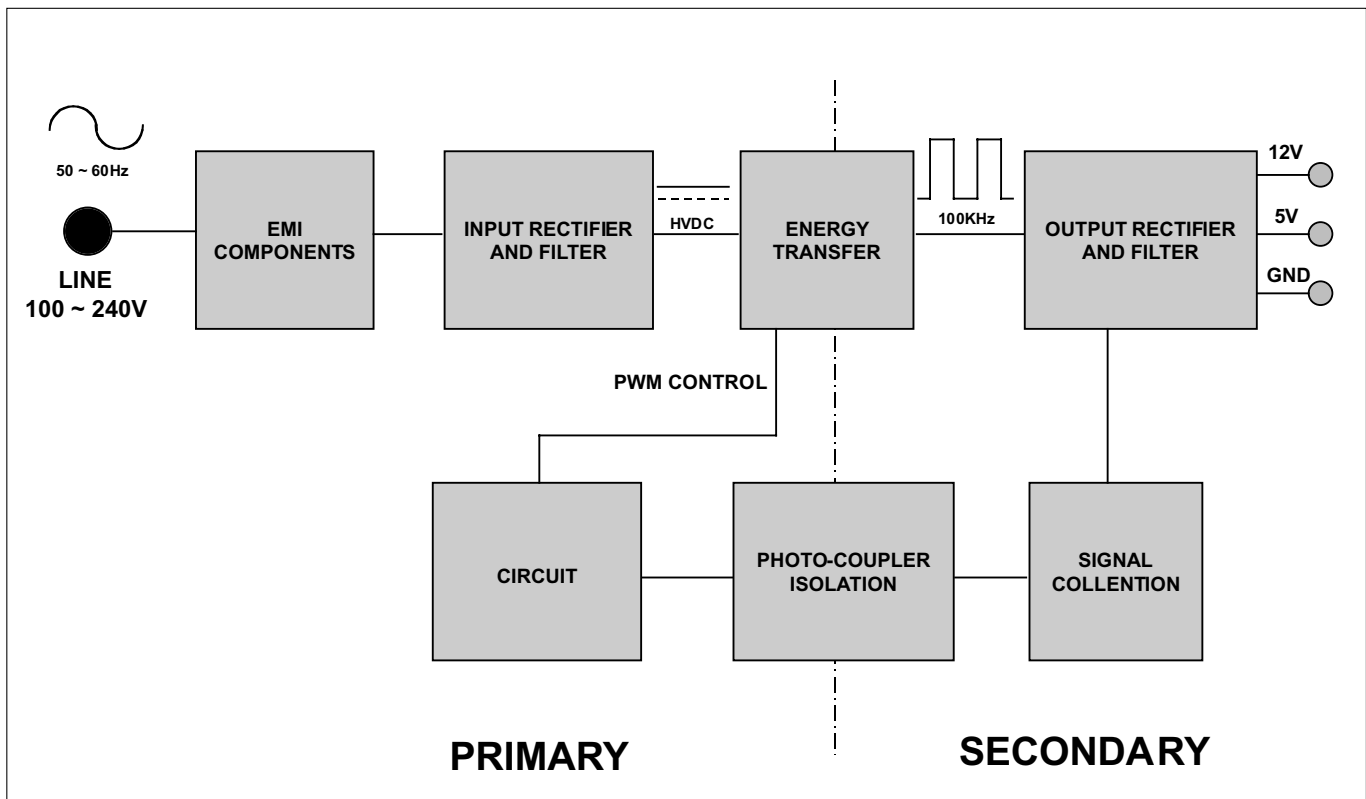 50 ~ 60Hz
LINE
100 ~ 240V
EMI
COMPONENTS
INPUT RECTIFIER
AND FILTER
HVDC
ENERGY
TRANSFER
100KHz
OUTPUT RECTIFIER
AND FILTER
12V
5V
GND
PWM CONTROL
CIRCUIT
PHOTO-COUPLER
ISOLATION
SIGNAL
COLLENTION
PRIMARY
SECONDARY